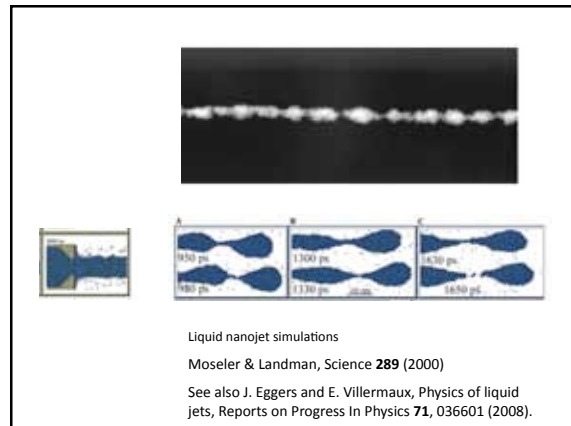 A
B
C
950 ps
980 ps
1300 ps
1330 ps
1630 ps
1650 ps
Liquid nanojet simulations
Moseler & Landman, Science 289 (2000)
See also J. Eggers and E. Villermaux, Physics of liquid
jets, Reports on Progress In Physics 71, 036601 (2008).